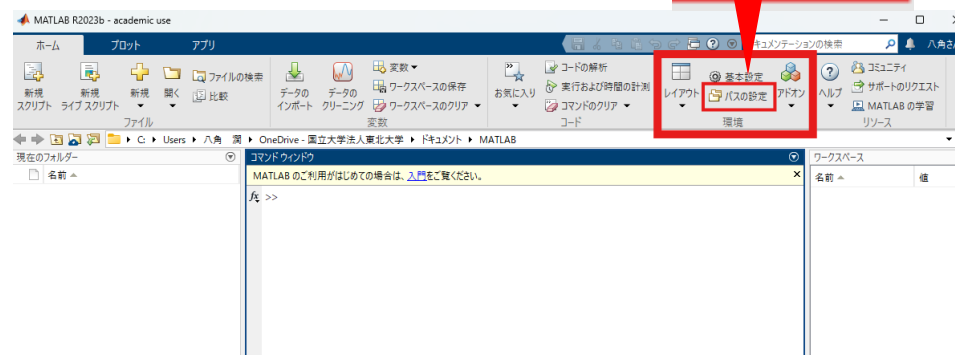 MATLAB R2023b - academic use
ホーム プロット アプリ
ドキュメンテーションの検索
八角さん
新規 スクリプト
新規 ライブ スクリプト
新規
開く
ファイルの検索
比較
ファイル
データの インポート
データの クリーニング
変数
ワークスペースの保存
ワークスペースのクリア
変数
お気に入り
コードの解析
実行および時間の計測
コマンドのクリア
コード
レイアウト
基本設定
パスの設定
アドオン
環境
ヘルプ
コミュニティ
サポートのリクエスト
MATLAB の学習
リソース
C: Users 八角 潤 OneDrive - 国立大学法人東北大学 ドキュメント MATLAB
現在のフォルダー
名前
コマンド ウィンドウ
MATLAB のご利用がはじめての場合は、入門をご覧ください。
fx >>
ワークスペース
名前 値